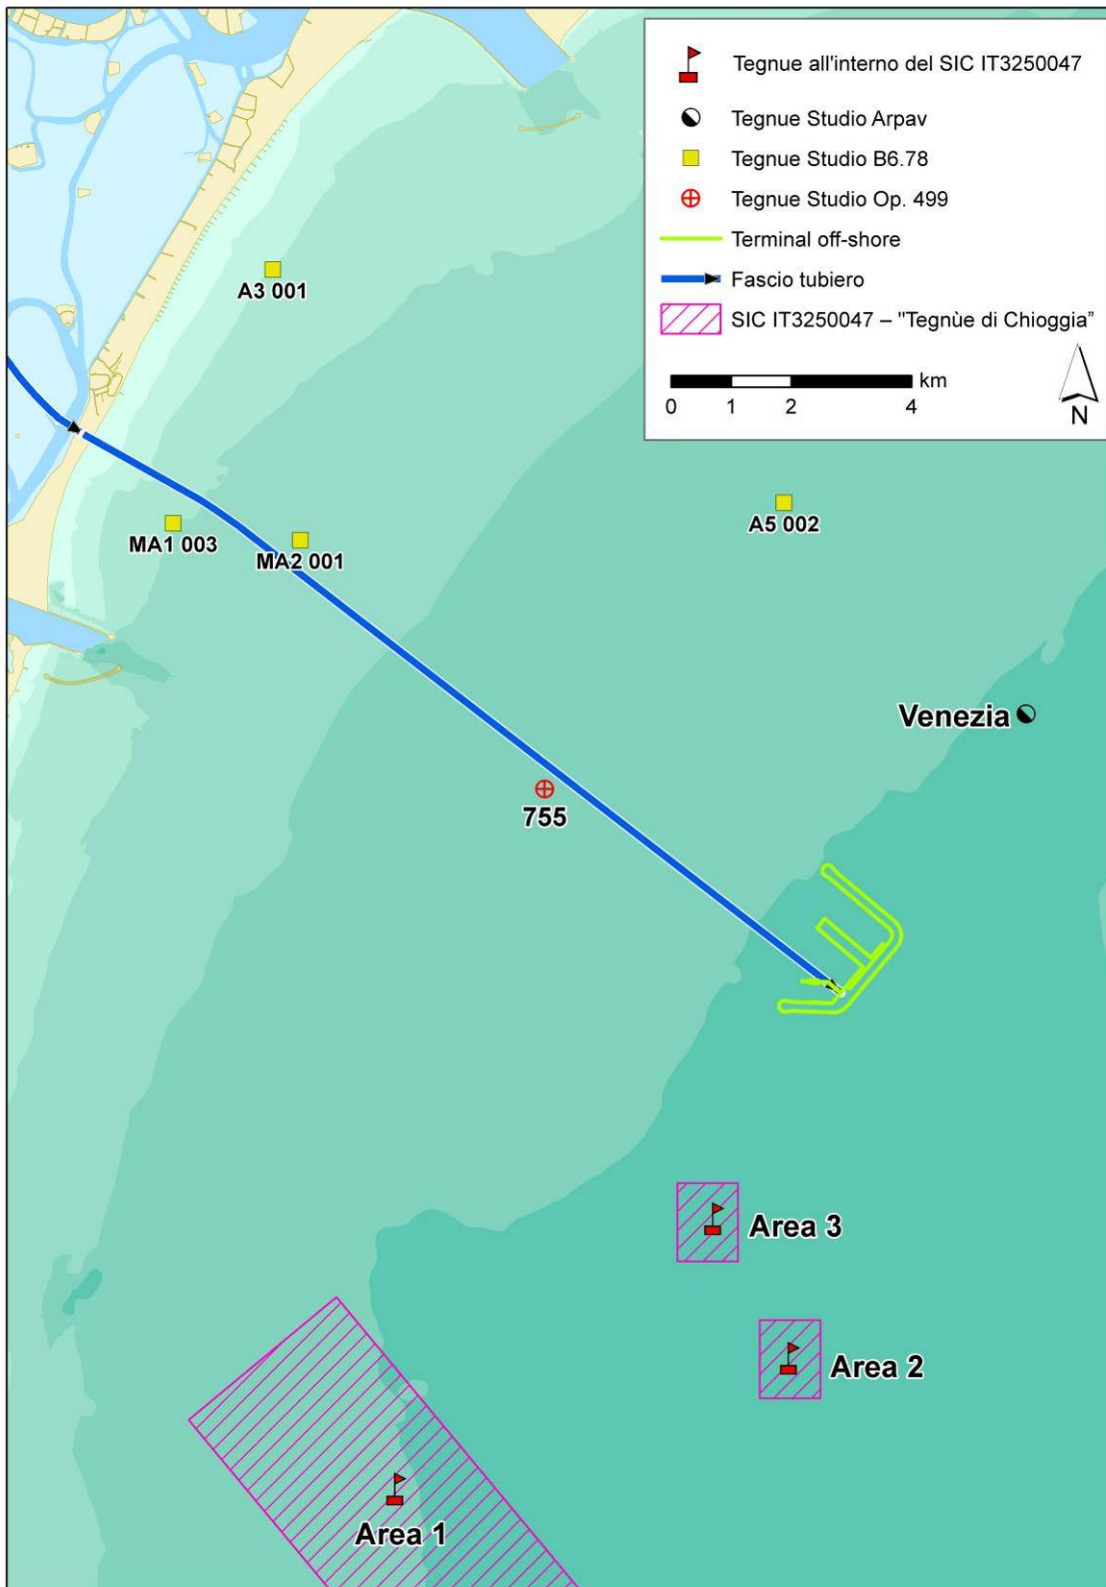 Tegnue all'interno del SIC IT3250047
Tegnue Studio Arpav
Tegnue Studio B6.78
Tegnue Studio Op. 499
Terminal off-shore
Fascio tubiero
SIC IT3250047 – "Tegnùe di Chioggia”
km
0 1 2 4
N
A3 001
MA1 003
MA2 001
A5 002
Venezia
755
Area 3
Area 2
Area 1